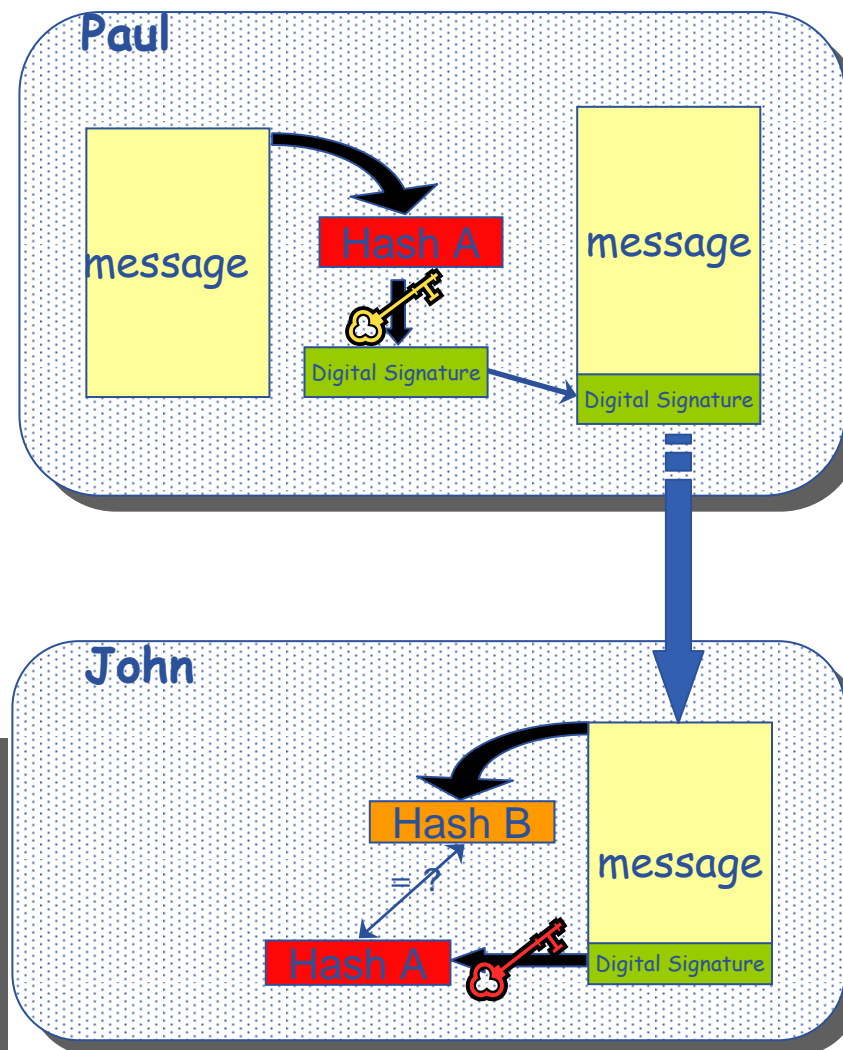 Paul
message
Hash A
Digital Signature
message
Digital Signature
John
Hash B
= ?
Hash A
message
Digital Signature